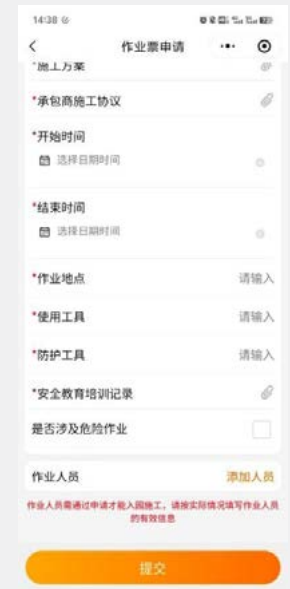 14:38
作业票申请
*施工方案
*承包商施工协议
*开始时间
选择日期时间
*结束时间
选择日期时间
*作业地点 请输入
*使用工具 请输入
*防护工具 请输入
*安全教育培训记录
是否涉及危险作业
作业人员 添加人员
作业人员需通过申请才能入园施工，请按实际情况填写作业人员
的有效信息
提交